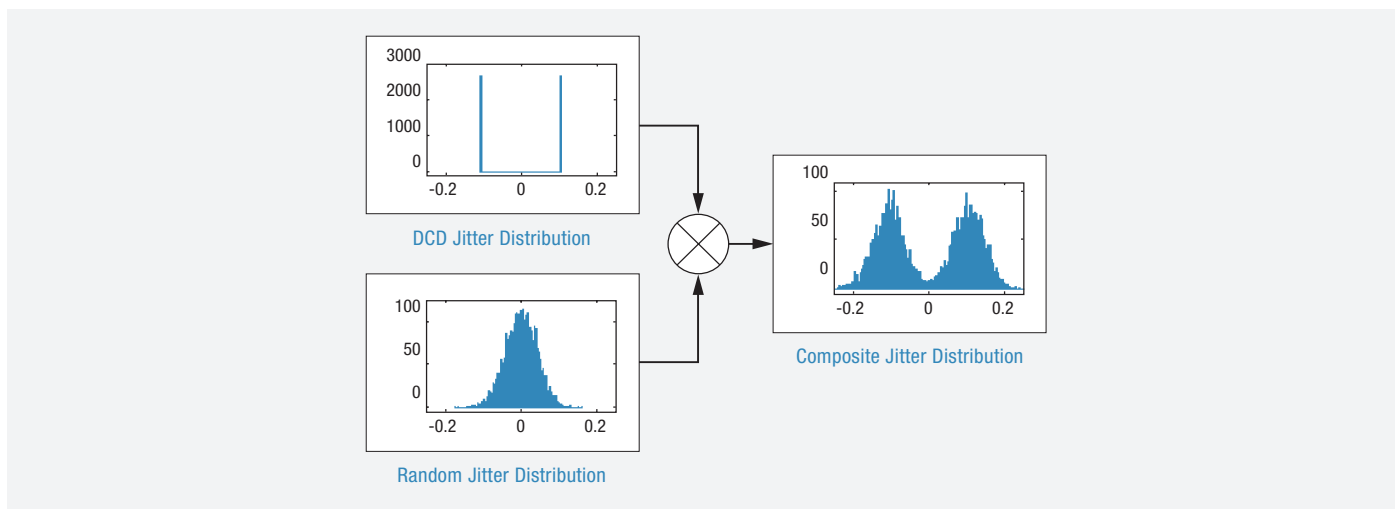 3000
2000
1000
0
-0.2 0 0.2
DCD Jitter Distribution
100
50
0
-0.2 0 0.2
Random Jitter Distribution
100
50
0
-0.2 0 0.2
Composite Jitter Distribution